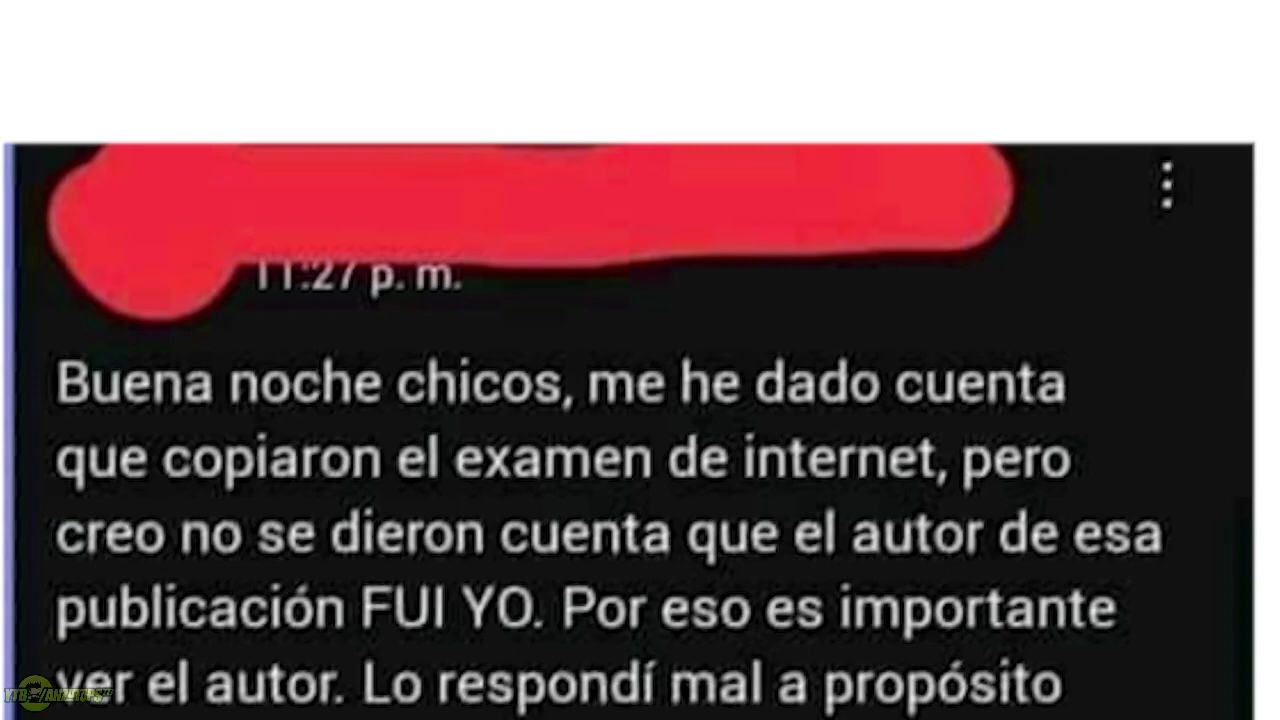 11:27 p. m.
Buena noche chicos, me he dado cuenta
que copiaron el examen de internet, pero
creo no se dieron cuenta que el autor de esa
publicación FUI YO. Por eso es importante
ver el autor. Lo respondí mal a propósito